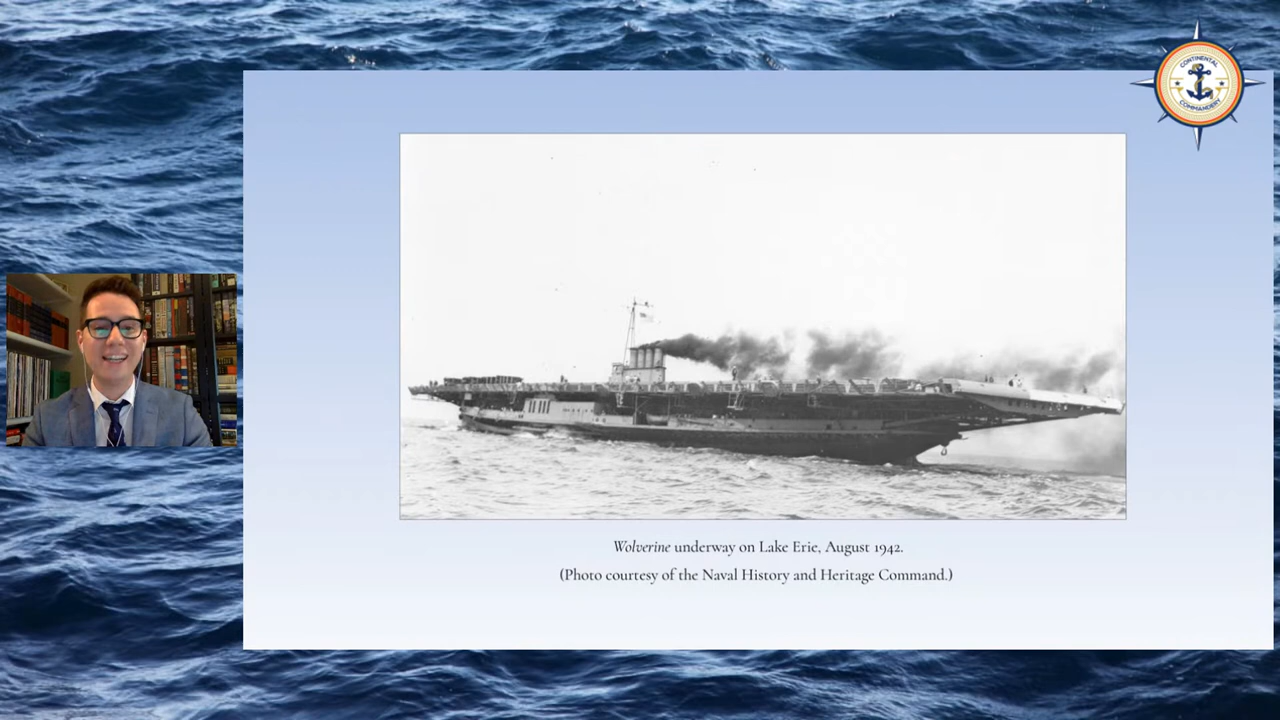 CONTINENTAL
COMMANDERY
Wolverine underway on Lake Erie, August 1942.
(Photo courtesy of the Naval History and Heritage Command.)